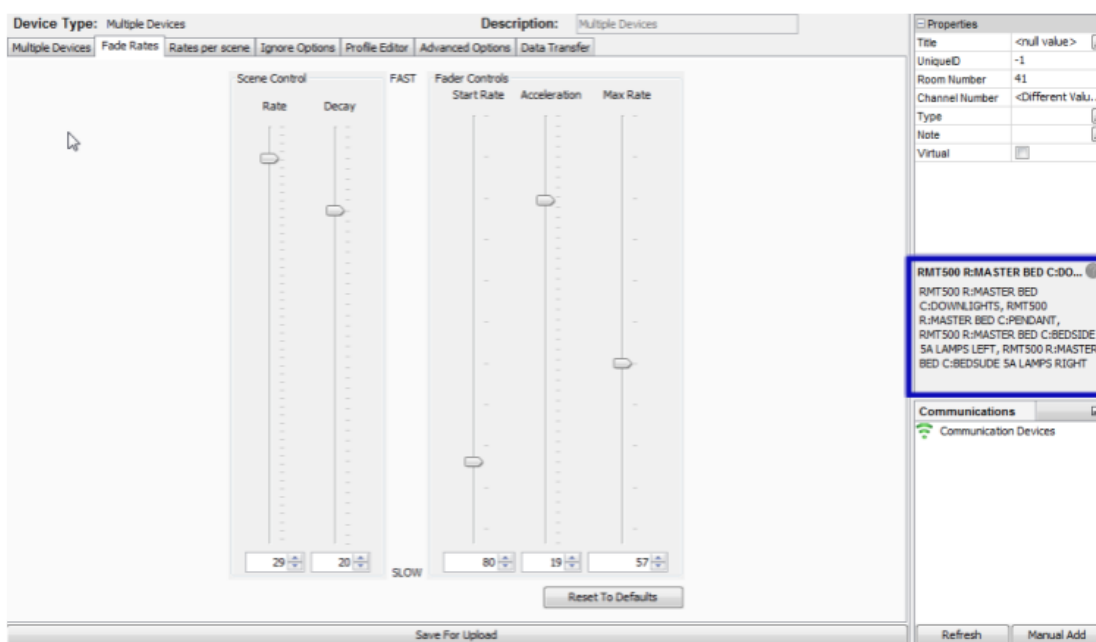 Device Type: Multiple Devices Description: Multiple Devices
Multiple Devices Fade Rates Rates per scene Ignore Options Profile Editor Advanced Options Data Transfer
Scene Control FAST Fader Controls
Rate Decay Start Rate Acceleration Max Rate
29 20 80 19 57
SLOW
Reset To Defaults
Save For Upload
Properties
Title <null value>
UniqueID -1
Room Number 41
Channel Number <Different Valu...
Type
Note
Virtual
RMT500 R:MASTER BED C:DO...
RMT500 R:MASTER BED
C:DOWNLIGHTS, RMT500
R:MASTER BED C:PENDANT,
RMT500 R:MASTER BED C:BEDSIDE
5A LAMPS LEFT, RMT500 R:MASTER
BED C:BEDSUDE 5A LAMPS RIGHT
Communications
Communication Devices
Refresh Manual Add